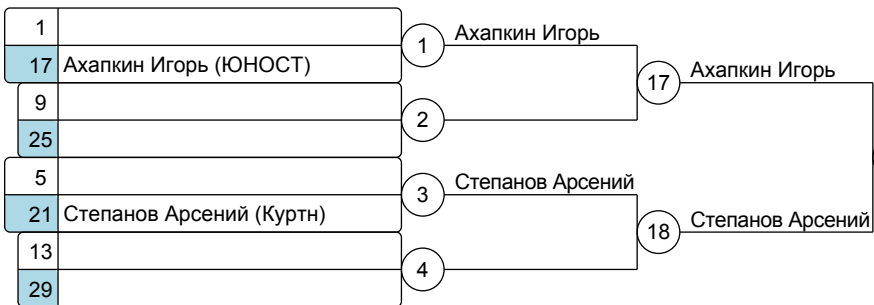 1
17 Ахапкин Игорь (ЮНОСТ)
1 Ахапкин Игорь
9
25
2
17 Ахапкин Игорь
5
21 Степанов Арсений (Куртн)
3 Степанов Арсений
13
29
4
18 Степанов Арсений